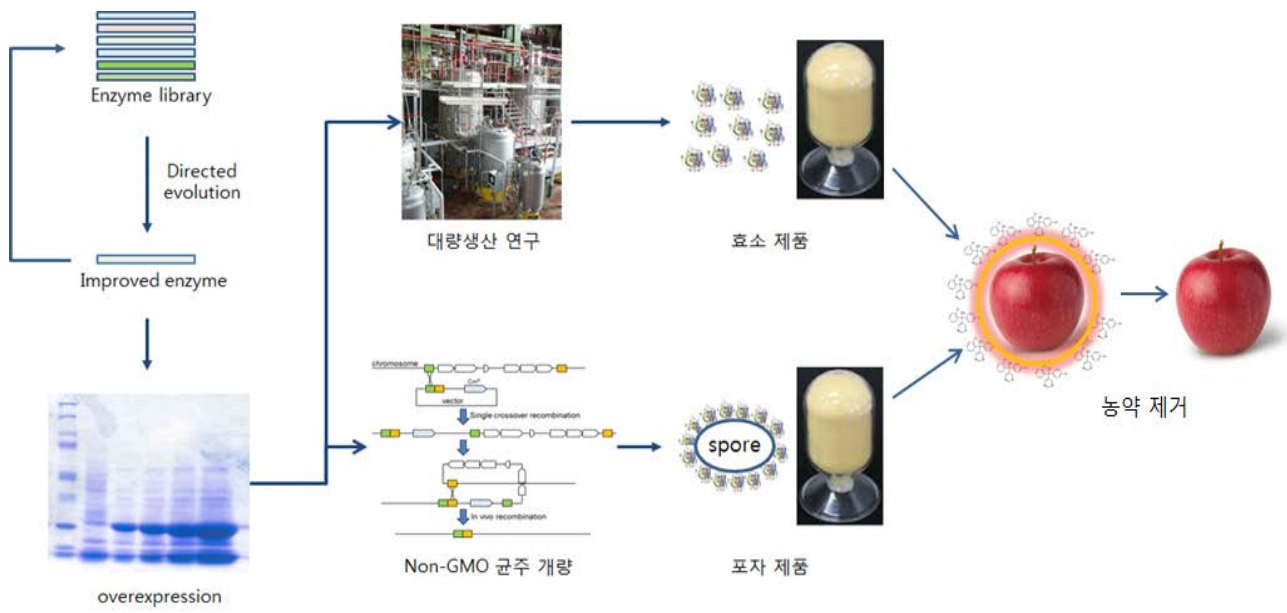 Enzyme library
Directed
evolution
Improved enzyme
overexpression
대량생산 연구
효소 제품
chromosome
Cm^R
vector
Single crossover recombination
In vivo recombination
Non-GMO 균주 개량
spore
포자 제품
농약 제거